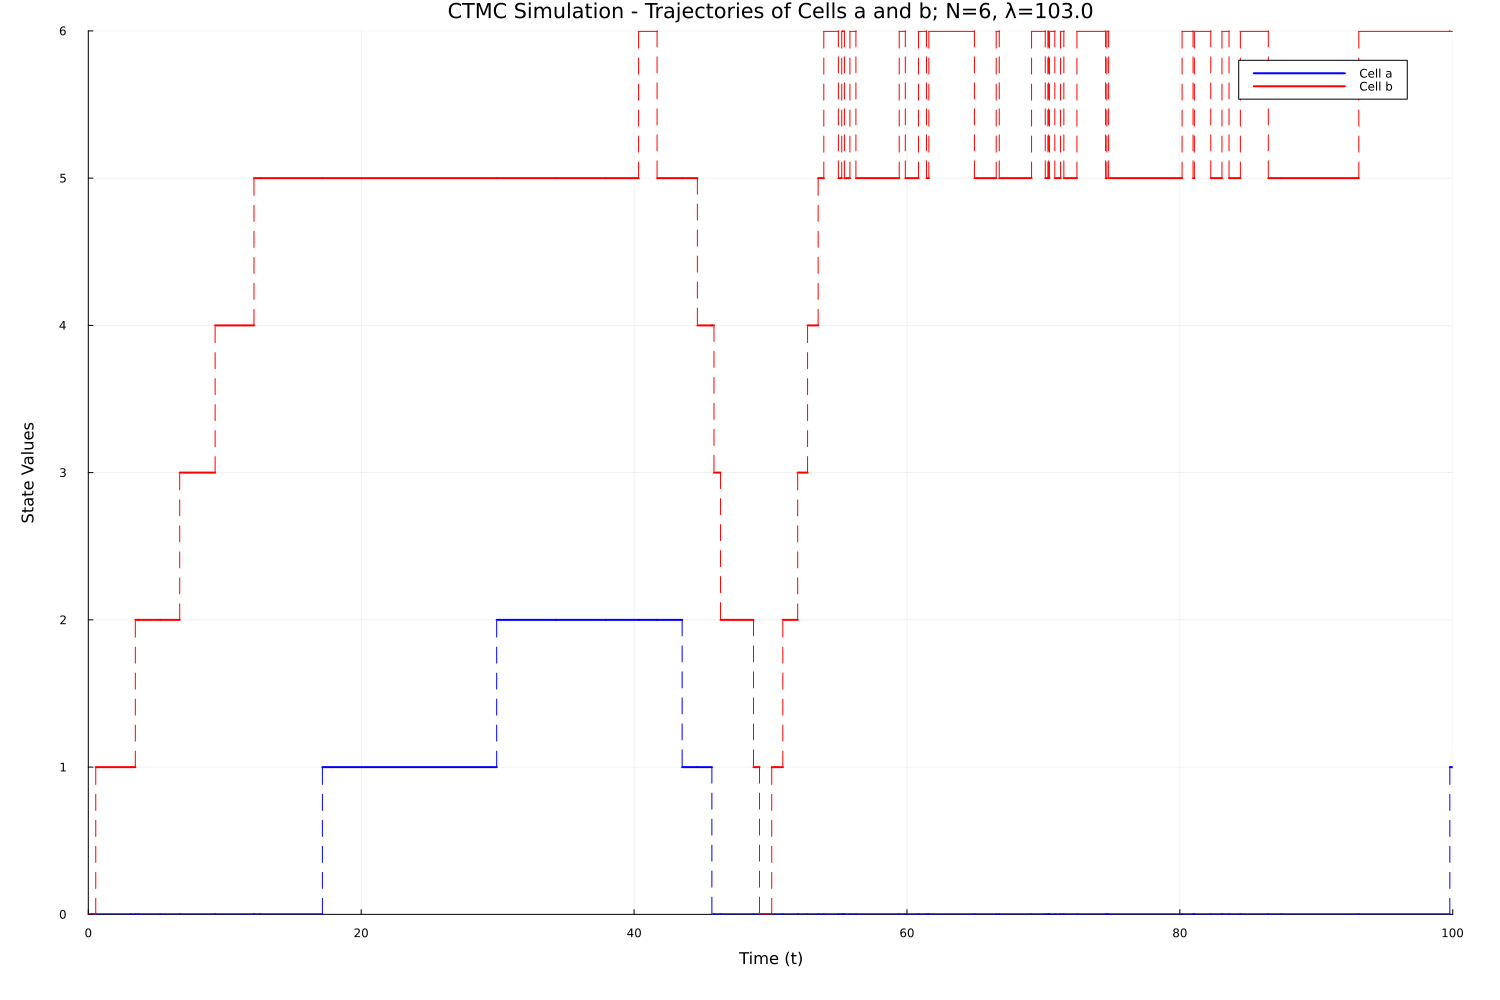 CTMC Simulation - Trajectories of Cells a and b; N=6, λ=103.0
6
5
4
3
2
1
0
State Values
Cell a
Cell b
0 20 40 60 80 100
Time (t)